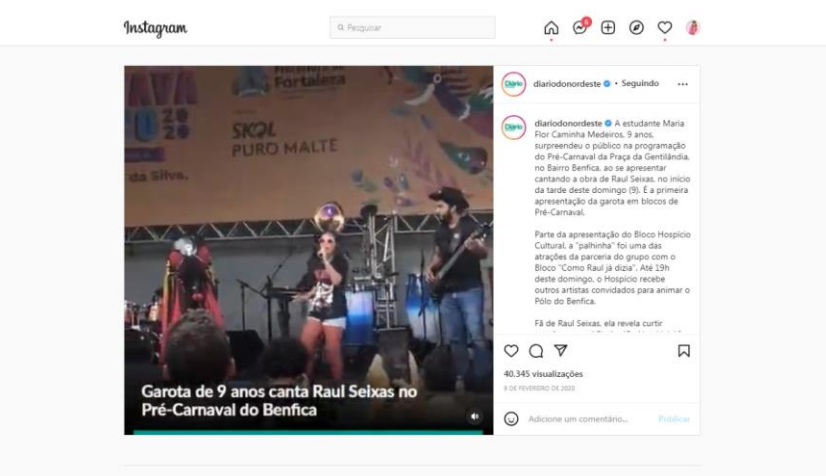 Instagram
Pesquisar
6
Prefeitura de
Fortaleza
2020
SKOL
PURO MALTE
da Silva.
Garota de 9 anos canta Raul Seixas no
Pré-Carnaval do Benfica
Diário
diariodonordeste • Seguindo
Diário
diariodonordeste A estudante Maria
Flor Caminha Medeiros, 9 anos,
surpreendeu o público na programação
do Pré-Carnaval da Praça da Gentilândia,
no Bairro Benfica, ao se apresentar
cantando a obra de Raul Seixas, no início
da tarde deste domingo (9). É a primeira
apresentação da garota em blocos de
Pré-Carnaval.
Parte da apresentação do Bloco Hospício
Cultural, a "palhinha" foi uma das
atrações da parceria do grupo com o
Bloco "Como Raul já dizia". Até 19h
deste domingo, o Hospício recebe
outros artistas convidados para animar o
Pólo do Benfica.
Fã de Raul Seixas, ela revela curtir
40.345 visualizações
9 DE FEVEREIRO DE 2020
Adicione um comentário...
Publicar